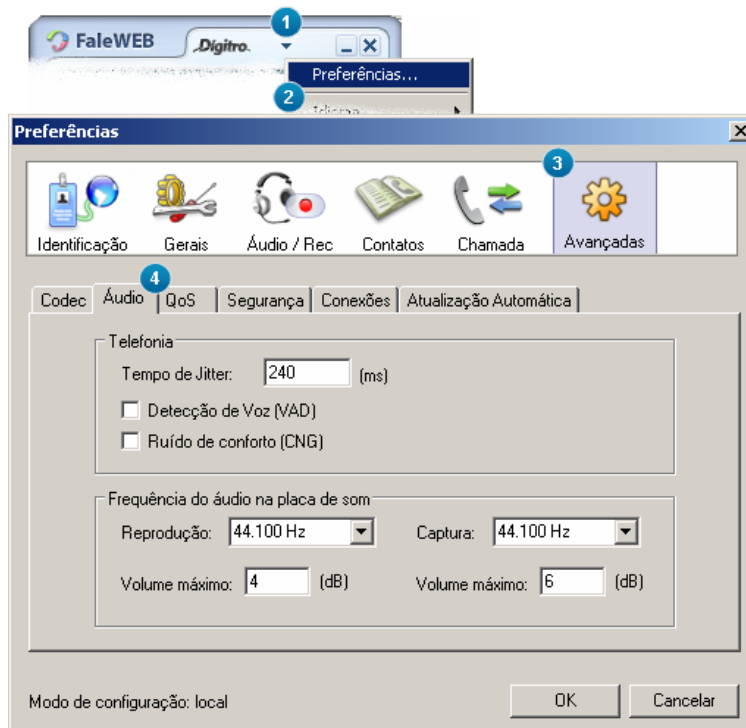 1
FaleWEB Dígitro.
Preferências...
2
Idioma
Preferências
3
Identificação Gerais Áudio / Rec Contatos Chamada Avançadas
4
Codec Áudio QoS Segurança Conexões Atualização Automática
Telefonia
Tempo de Jitter: 240 (ms)
Detecção de Voz (VAD)
Ruído de conforto (CNG)
Frequência do áudio na placa de som
Reprodução: 44.100 Hz Captura: 44.100 Hz
Volume máximo: 4 (dB) Volume máximo: 6 (dB)
Modo de configuração: local OK Cancelar